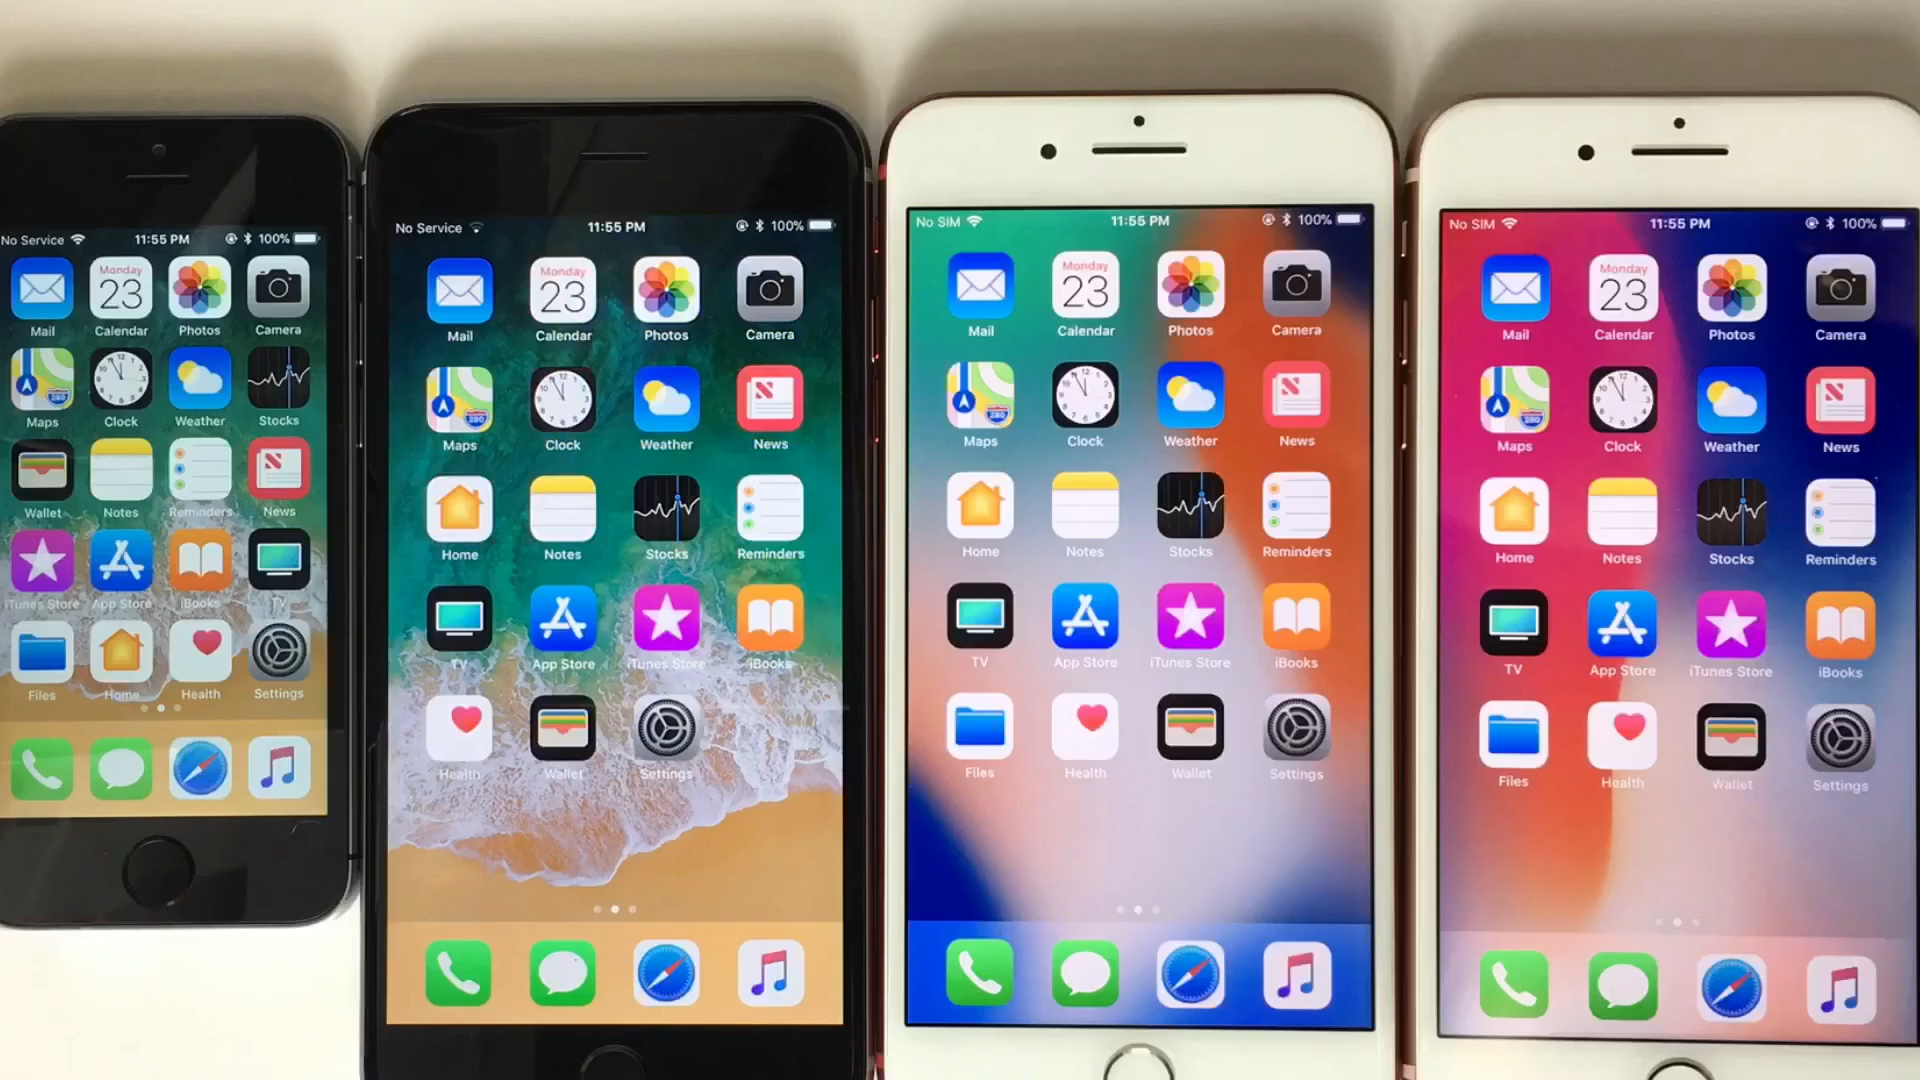 No Service 11:55 PM 100%
Monday
23
Mail Calendar Photos Camera
280
Maps Clock Weather Stocks
Wallet Notes Reminders News
iTunes Store App Store iBooks TV
Files Home Health Settings
No Service 11:55 PM 100%
Monday
23
Mail Calendar Photos Camera
280
Maps Clock Weather News
Home Notes Stocks Reminders
TV App Store iTunes Store iBooks
Health Wallet Settings
No SIM 11:55 PM 100%
Monday
23
Mail Calendar Photos Camera
280
Maps Clock Weather News
Home Notes Stocks Reminders
TV App Store iTunes Store iBooks
Files Health Wallet Settings
No SIM 11:55 PM 100%
Monday
23
Mail Calendar Photos Camera
280
Maps Clock Weather News
Home Notes Stocks Reminders
TV App Store iTunes Store iBooks
Files Health Wallet Settings